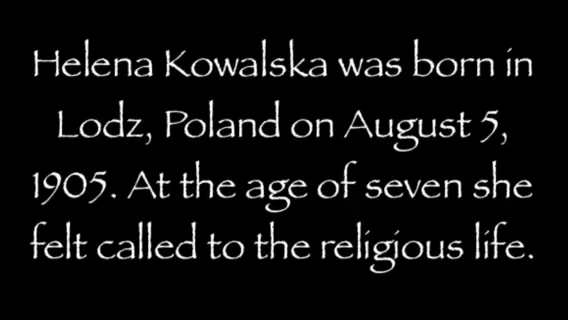 Helena Kowalska was born in
Lodz, Poland on August 5,
1905. At the age of seven she
felt called to the religious life.